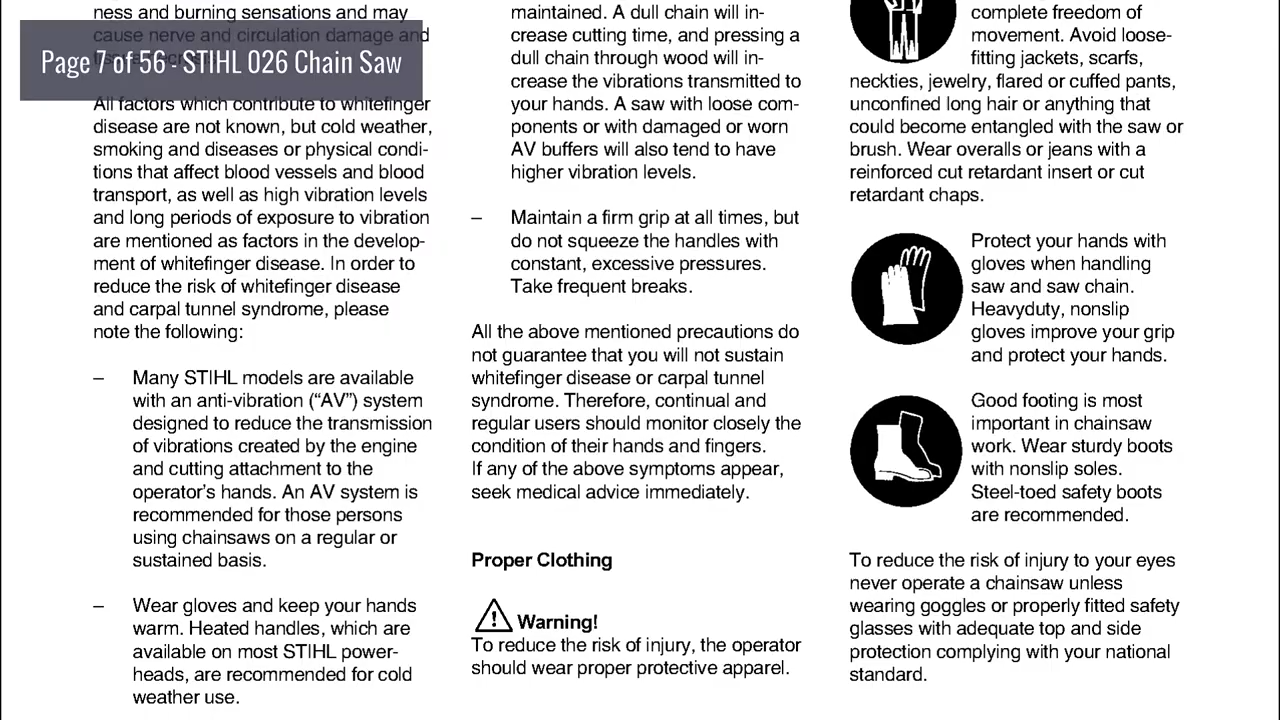 ness and burning sensations and may
cause nerve and circulation damage and
Page 7 of 56 - STIHL 026 Chain Saw
All factors which contribute to whitefinger
disease are not known, but cold weather,
smoking and diseases or physical condi-
tions that affect blood vessels and blood
transport, as well as high vibration levels
and long periods of exposure to vibration
are mentioned as factors in the develop-
ment of whitefinger disease. In order to
reduce the risk of whitefinger disease
and carpal tunnel syndrome, please
note the following:
– Many STIHL models are available
with an anti-vibration (“AV”) system
designed to reduce the transmission
of vibrations created by the engine
and cutting attachment to the
operator’s hands. An AV system is
recommended for those persons
using chainsaws on a regular or
sustained basis.
– Wear gloves and keep your hands
warm. Heated handles, which are
available on most STIHL power-
heads, are recommended for cold
weather use.
maintained. A dull chain will in-
crease cutting time, and pressing a
dull chain through wood will in-
crease the vibrations transmitted to
your hands. A saw with loose com-
ponents or with damaged or worn
AV buffers will also tend to have
higher vibration levels.
– Maintain a firm grip at all times, but
do not squeeze the handles with
constant, excessive pressures.
Take frequent breaks.
All the above mentioned precautions do
not guarantee that you will not sustain
whitefinger disease or carpal tunnel
syndrome. Therefore, continual and
regular users should monitor closely the
condition of their hands and fingers.
If any of the above symptoms appear,
seek medical advice immediately.
Proper Clothing
Warning!
To reduce the risk of injury, the operator
should wear proper protective apparel.
complete freedom of
movement. Avoid loose-
fitting jackets, scarfs,
neckties, jewelry, flared or cuffed pants,
unconfined long hair or anything that
could become entangled with the saw or
brush. Wear overalls or jeans with a
reinforced cut retardant insert or cut
retardant chaps.
Protect your hands with
gloves when handling
saw and saw chain.
Heavyduty, nonslip
gloves improve your grip
and protect your hands.
Good footing is most
important in chainsaw
work. Wear sturdy boots
with nonslip soles.
Steel-toed safety boots
are recommended.
To reduce the risk of injury to your eyes
never operate a chainsaw unless
wearing goggles or properly fitted safety
glasses with adequate top and side
protection complying with your national
standard.